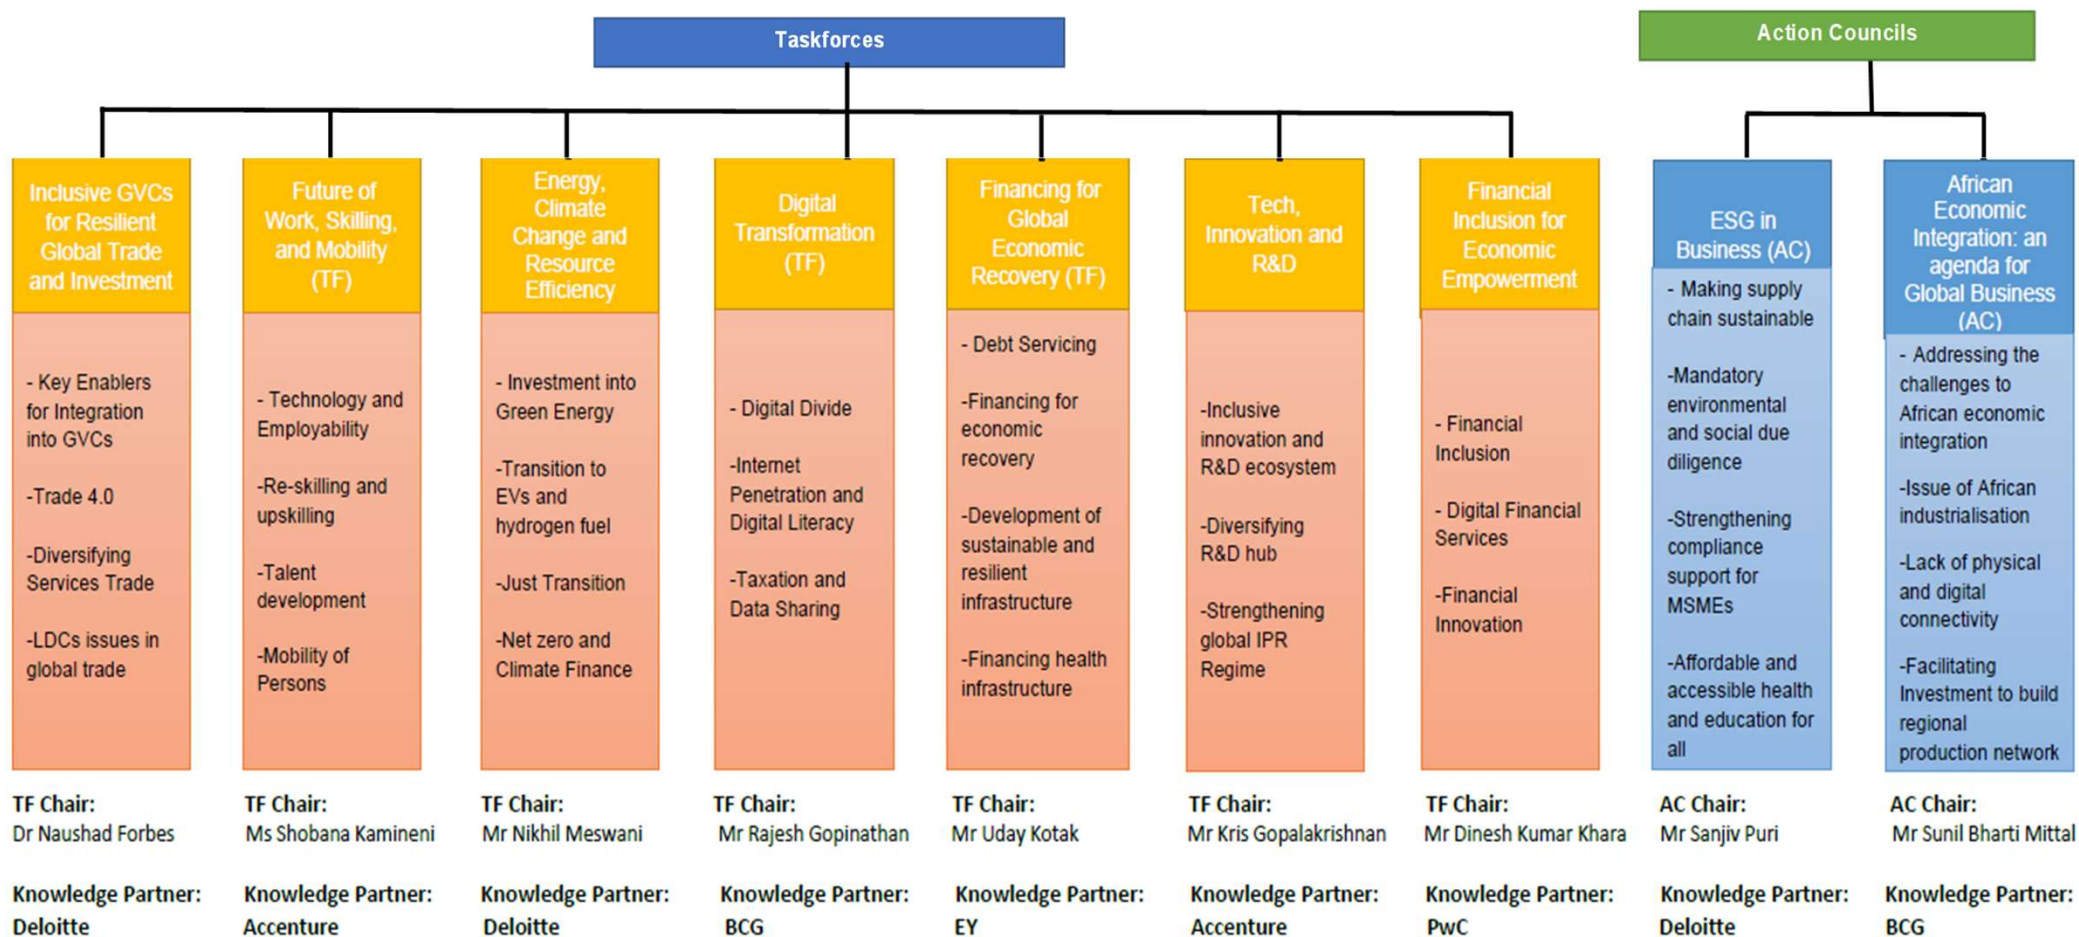 Taskforces
Action Councils
Inclusive GVCs
for Resilient
Global Trade
and Investment
- Key Enablers
for Integration
into GVCs
-Trade 4.0
-Diversifying
Services Trade
-LDCs issues in
global trade
TF Chair:
Dr Naushad Forbes
Knowledge Partner:
Deloitte
Future of
Work, Skilling,
and Mobility
(TF)
- Technology and
Employability
-Re-skilling and
upskilling
-Talent
development
-Mobility of
Persons
TF Chair:
Ms Shobana Kamineni
Knowledge Partner:
Accenture
Energy,
Climate
Change and
Resource
Efficiency
- Investment into
Green Energy
-Transition to
EVs and
hydrogen fuel
-Just Transition
-Net zero and
Climate Finance
TF Chair:
Mr Nikhil Meswani
Knowledge Partner:
Deloitte
Digital
Transformation
(TF)
- Digital Divide
-Internet
Penetration and
Digital Literacy
-Taxation and
Data Sharing
TF Chair:
Mr Rajesh Gopinathan
Knowledge Partner:
BCG
Financing for
Global
Economic
Recovery (TF)
- Debt Servicing
-Financing for
economic
recovery
-Development of
sustainable and
resilient
infrastructure
-Financing health
infrastructure
TF Chair:
Mr Uday Kotak
Knowledge Partner:
EY
Tech,
Innovation and
R&D
-Inclusive
innovation and
R&D ecosystem
-Diversifying
R&D hub
-Strengthening
global IPR
Regime
TF Chair:
Mr Kris Gopalakrishnan
Knowledge Partner:
Accenture
Financial
Inclusion for
Economic
Empowerment
- Financial
Inclusion
- Digital Financial
Services
-Financial
Innovation
TF Chair:
Mr Dinesh Kumar Khara
Knowledge Partner:
PwC
ESG in
Business (AC)
- Making supply
chain sustainable
-Mandatory
environmental
and social due
diligence
-Strengthening
compliance
support for
MSMEs
-Affordable and
accessible health
and education for
all
AC Chair:
Mr Sanjiv Puri
Knowledge Partner:
Deloitte
African
Economic
Integration: an
agenda for
Global Business
(AC)
- Addressing the
challenges to
African economic
integration
-Issue of African
industrialisation
-Lack of physical
and digital
connectivity
-Facilitating
Investment to build
regional
production network
AC Chair:
Mr Sunil Bharti Mittal
Knowledge Partner:
BCG